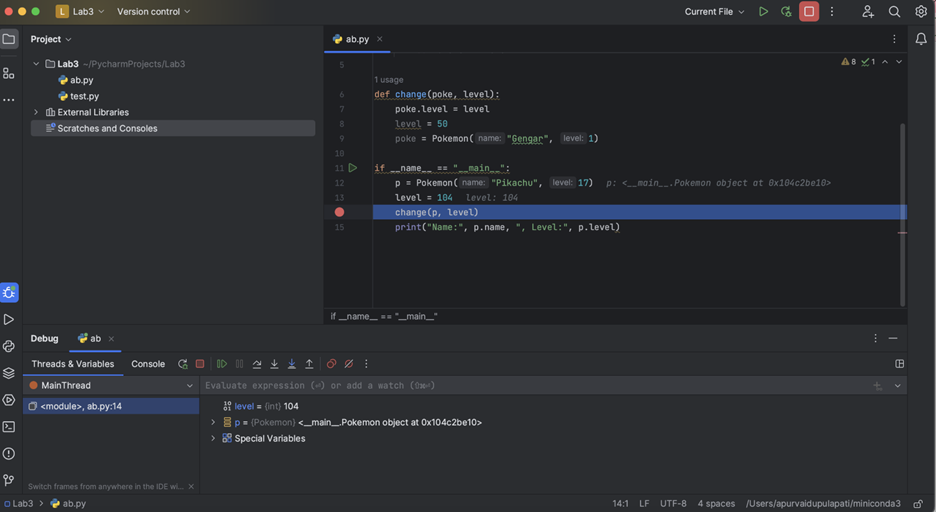 L Lab3 Version control Current File
Project
ab.py
Lab3 ~/PycharmProjects/Lab3
ab.py
test.py
External Libraries
Scratches and Consoles
8 1
5
1 usage
6 def change(poke, level):
7 poke.level = level
8 level = 50
9 poke = Pokemon( name: "Gengar", level: 1)
10
11 if __name__ == "__main__":
12 p = Pokemon( name: "Pikachu", level: 17) p: <__main__.Pokemon object at 0x104c2be10>
13 level = 104 level: 104
change(p, level)
15 print("Name:", p.name, ", Level:", p.level)
if __name__ == "__main__"
Debug ab
Threads & Variables Console
MainThread
Evaluate expression (⏎) or add a watch (⇧⌘⏎)
<module>, ab.py:14
level = {int} 104
p = {Pokemon} <__main__.Pokemon object at 0x104c2be10>
Special Variables
Switch frames from anywhere in the IDE wi...
Lab3 > ab.py 14:1 LF UTF-8 4 spaces /Users/apurvaidupulapati/miniconda3